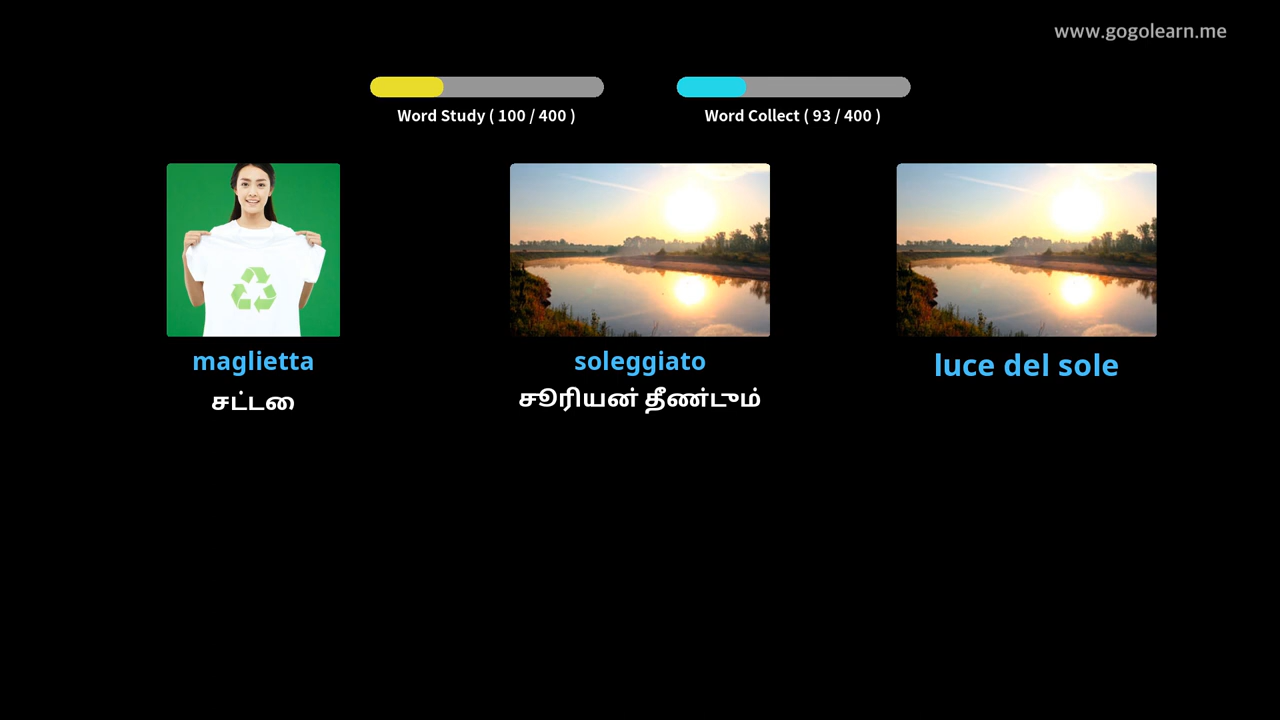 www.gogolearn.me
Word Study ( 100 / 400 )
Word Collect ( 93 / 400 )
maglietta
சட்டை
soleggiato
சூரியன் தீண்டும்
luce del sole